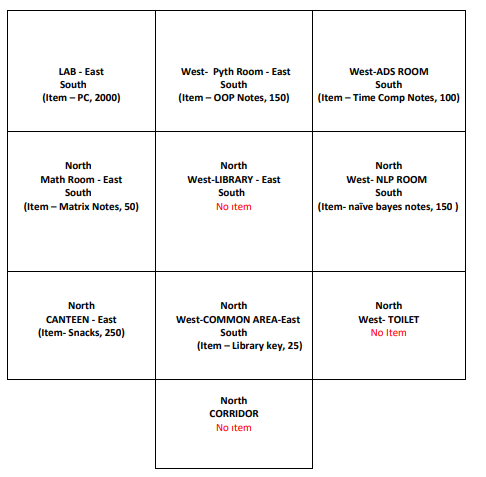 LAB - East
South
(Item – PC, 2000)
West- Pyth Room - East
South
(Item – OOP Notes, 150)
West-ADS ROOM
South
(Item – Time Comp Notes, 100)
North
Math Room - East
South
(Item – Matrix Notes, 50)
North
West-LIBRARY - East
South
No item
North
West- NLP ROOM
South
(Item- naïve bayes notes, 150 )
North
CANTEEN - East
(Item- Snacks, 250)
North
West-COMMON AREA-East
South
(Item – Library key, 25)
North
West- TOILET
No Item
North
CORRIDOR
No item